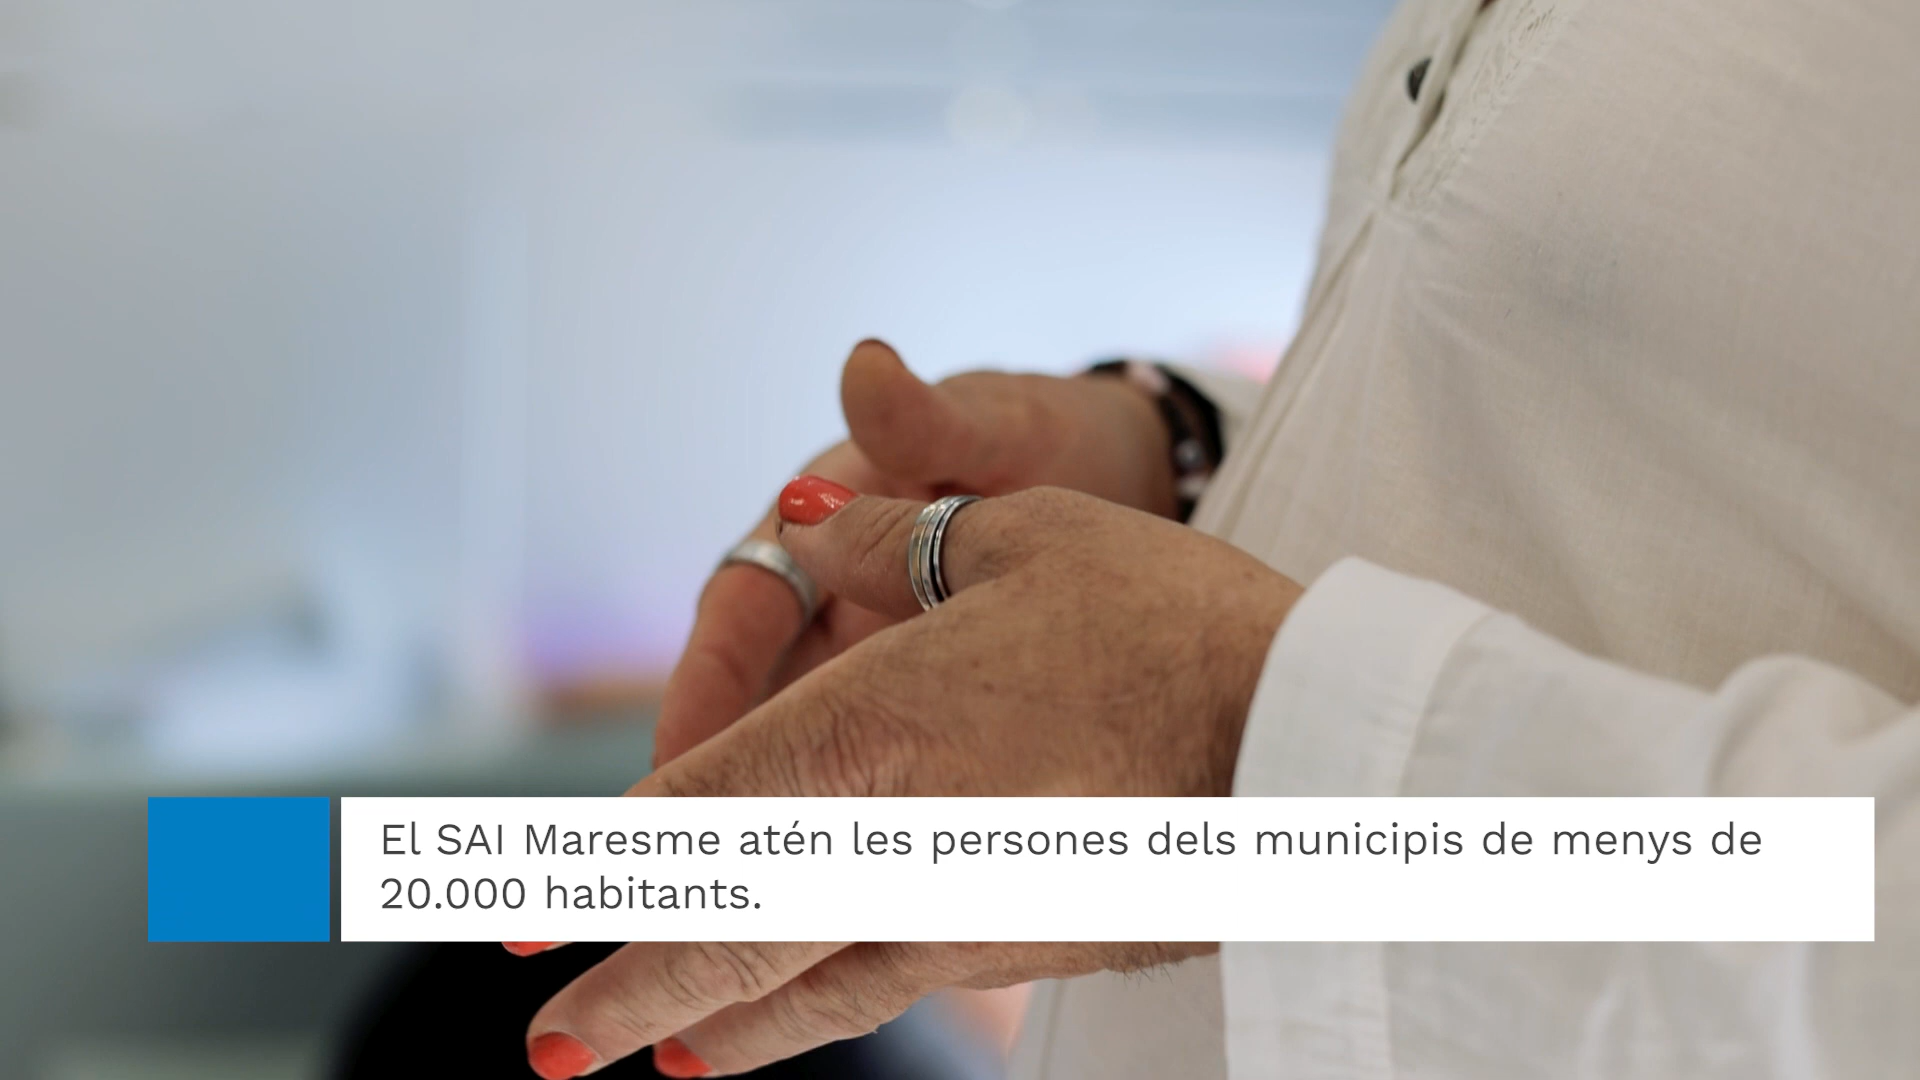 El SAI Maresme atén les persones dels municipis de menys de
20.000 habitants.